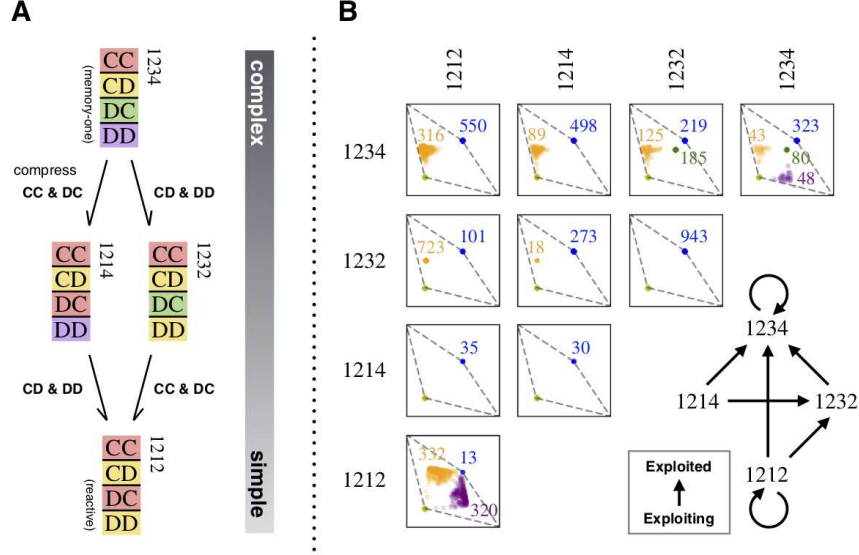 A
CC
CD
DC
DD
1234
(memory-one)
compress
CC & DC
CD & DD
CC
CD
DC
DD
1214
CC
CD
DC
DD
1232
CD & DD
CC & DC
CC
CD
DC
DD
1212
(reactive)
complex
simple
B
1212
1214
1232
1234
1234
316
550
89
498
125
219
185
43
323
80
48
1232
723
101
18
273
943
1214
35
30
1212
332
13
320
1234
1214
1232
1212
Exploited
Exploiting